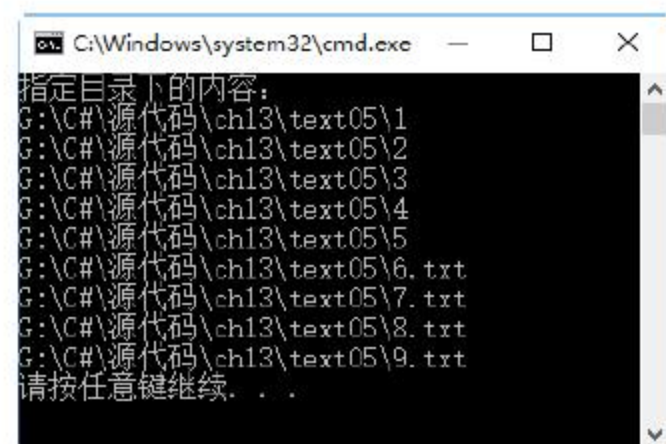 C:\Windows\system32\cmd.exe
指定目录下的内容:
G:\C#\源代码\ch13\text05\1
G:\C#\源代码\ch13\text05\2
G:\C#\源代码\ch13\text05\3
G:\C#\源代码\ch13\text05\4
G:\C#\源代码\ch13\text05\5
G:\C#\源代码\ch13\text05\6.txt
G:\C#\源代码\ch13\text05\7.txt
G:\C#\源代码\ch13\text05\8.txt
G:\C#\源代码\ch13\text05\9.txt
请按任意键继续. . .